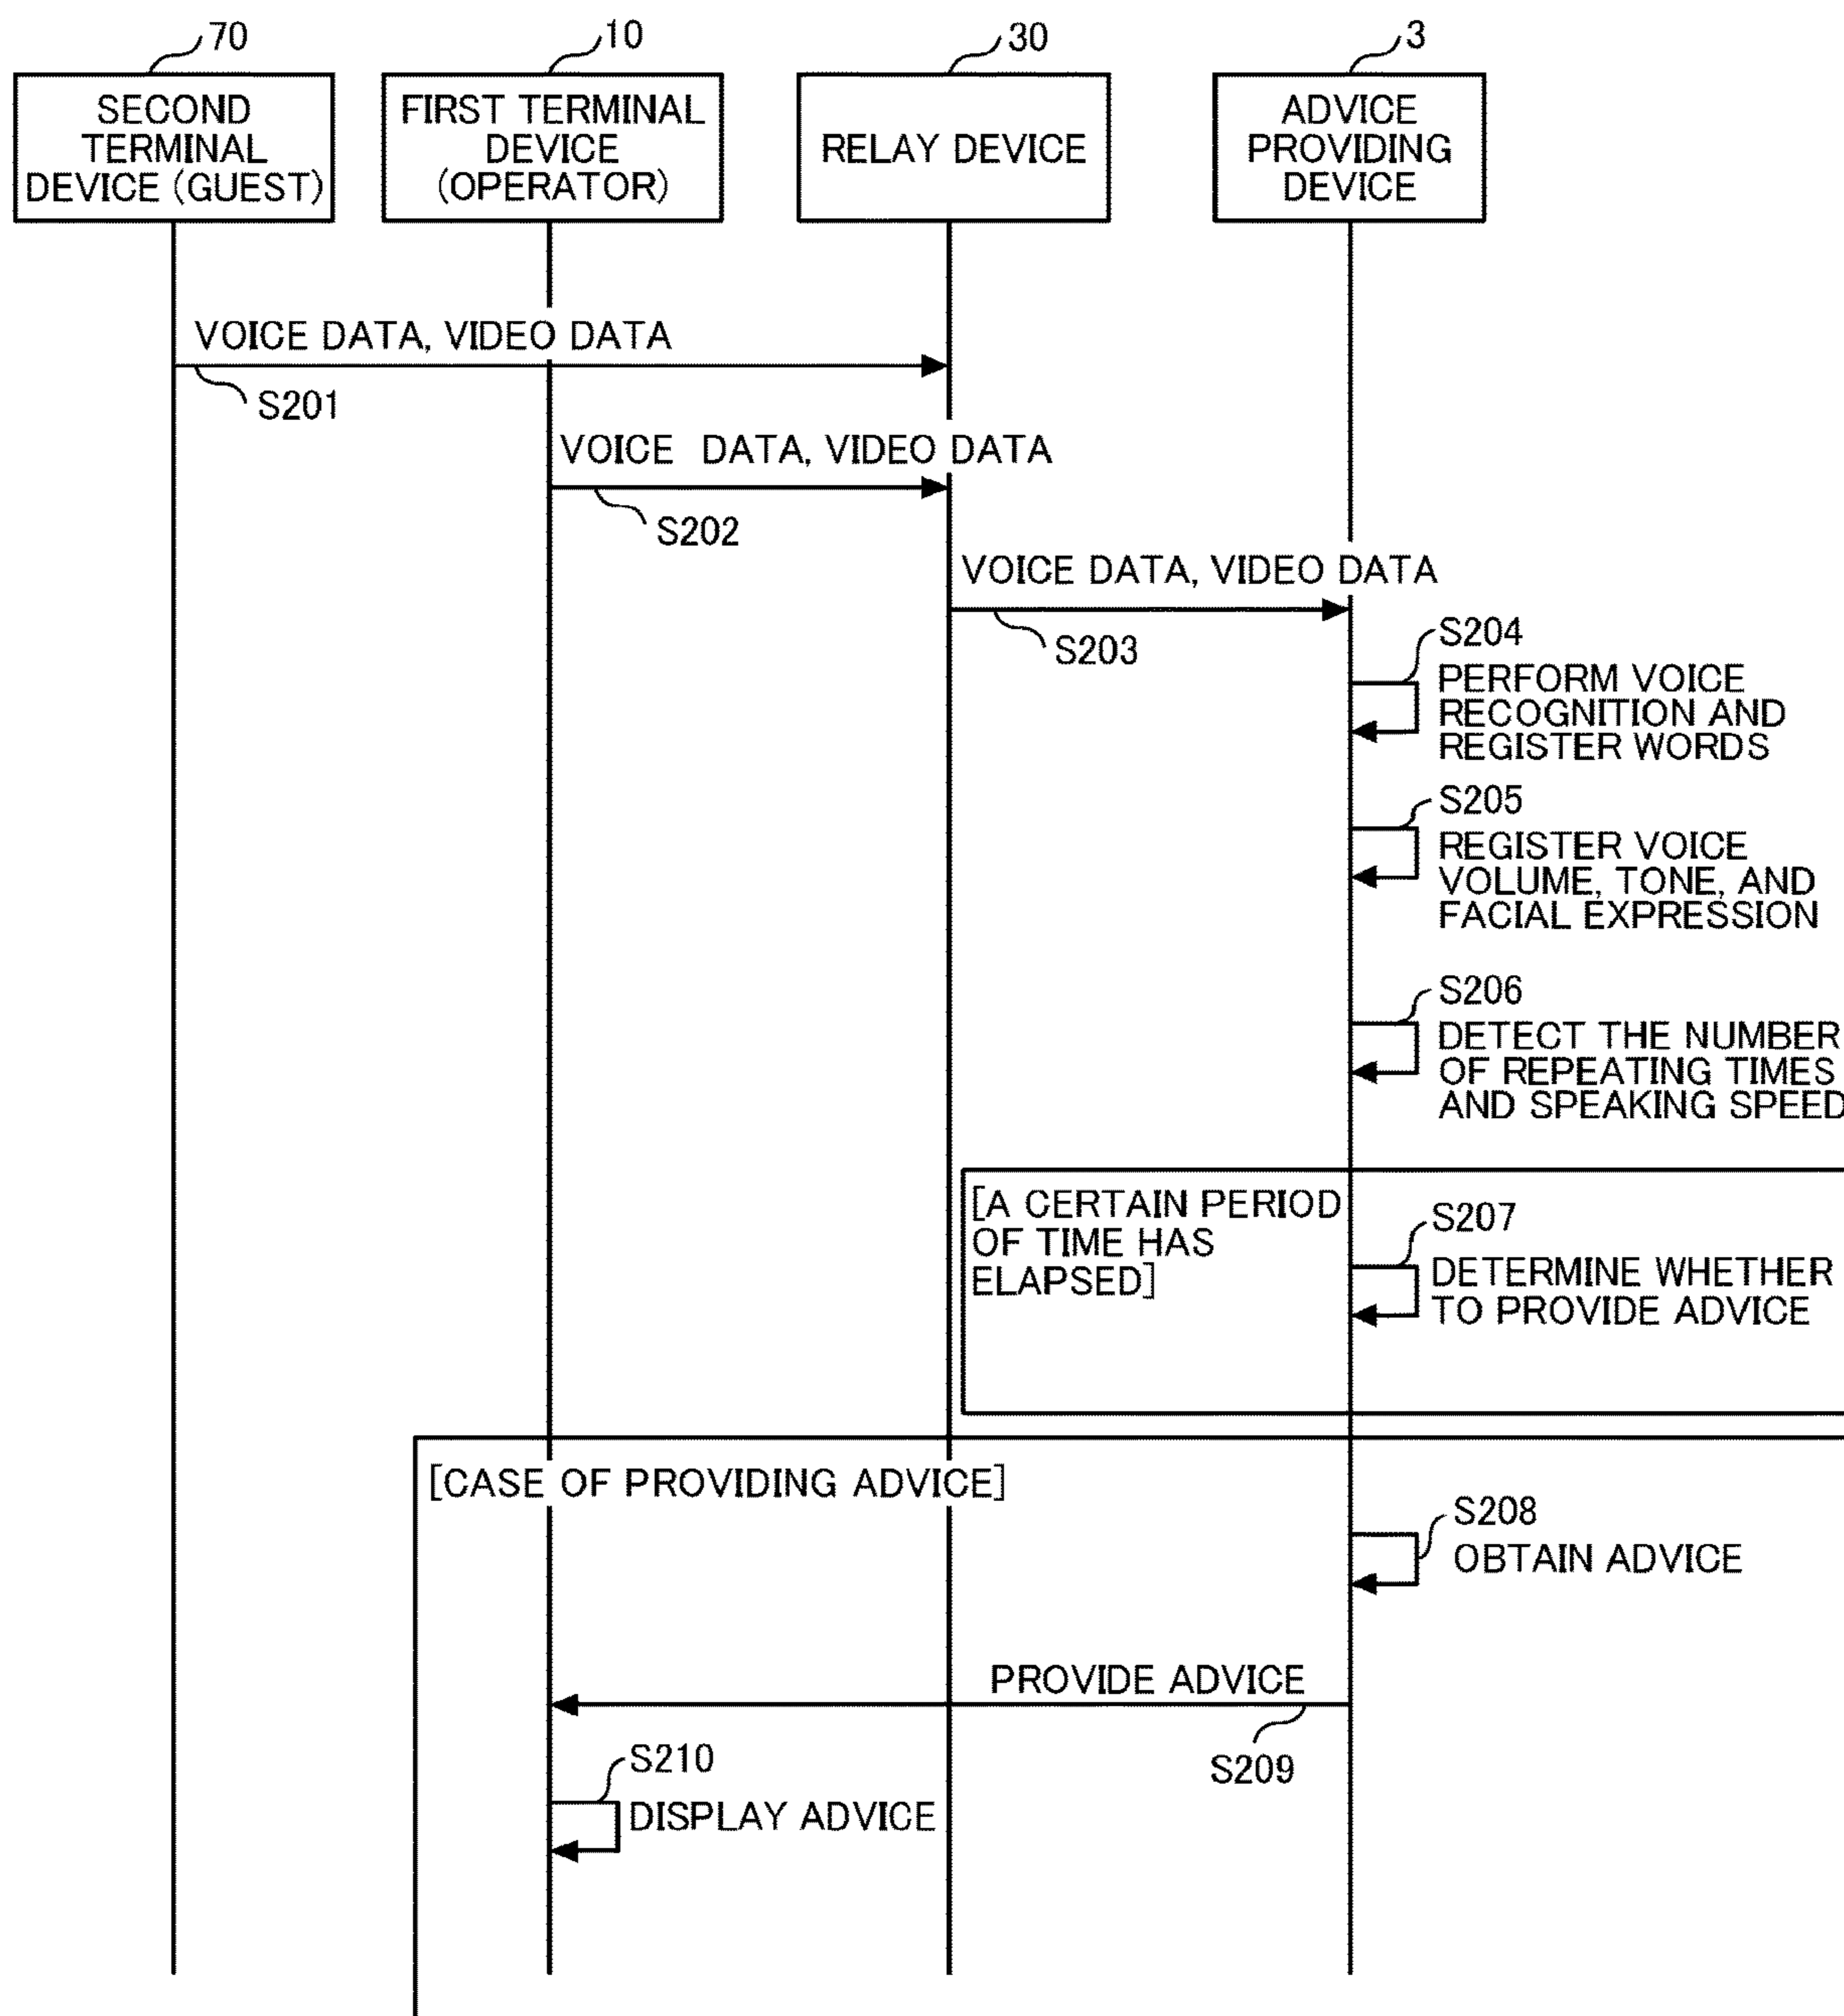 70
10
30
3
SECOND
TERMINAL
DEVICE (GUEST)
FIRST TERMINAL
DEVICE
(OPERATOR)
RELAY DEVICE
ADVICE
PROVIDING
DEVICE
VOICE DATA, VIDEO DATA
S201
VOICE DATA, VIDEO DATA
S202
VOICE DATA, VIDEO DATA
S203
S204
PERFORM VOICE
RECOGNITION AND
REGISTER WORDS
S205
REGISTER VOICE
VOLUME, TONE, AND
FACIAL EXPRESSION
S206
DETECT THE NUMBER
OF REPEATING TIMES
AND SPEAKING SPEED
[A CERTAIN PERIOD
OF TIME HAS
ELAPSED]
S207
DETERMINE WHETHER
TO PROVIDE ADVICE
[CASE OF PROVIDING ADVICE]
S208
OBTAIN ADVICE
PROVIDE ADVICE
S209
S210
DISPLAY ADVICE